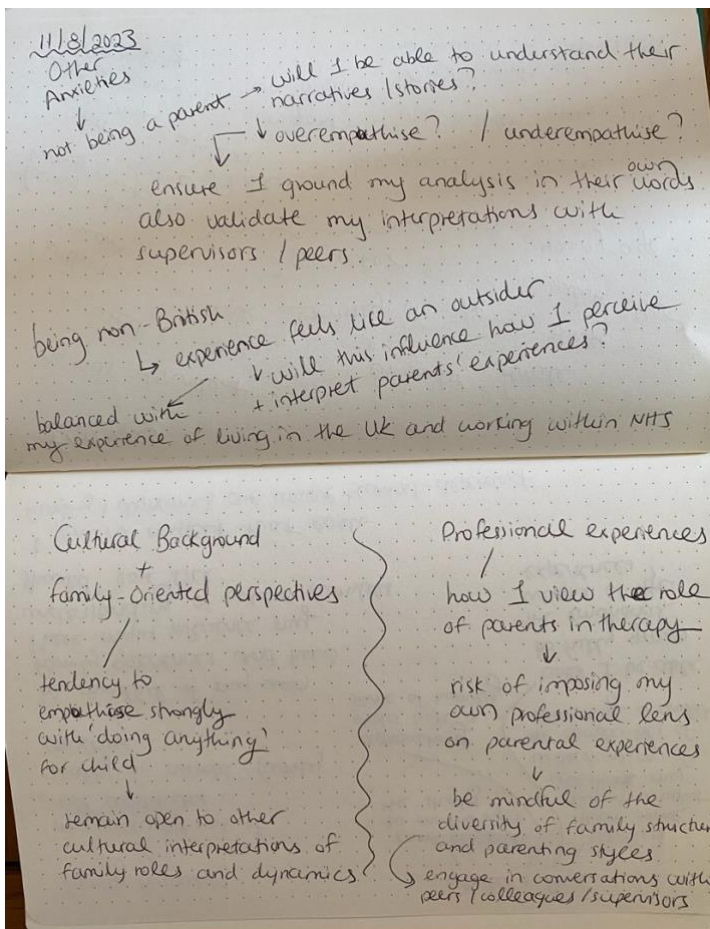 11/8/2023
Other
Anxieties
↓
not being a parent → will I be able to understand their
narratives / stories?
↓ overempathise? / underempathise?
ensure I ground my analysis in their own words
also validate my interpretations with
supervisors / peers.
being non-British
↳ experience feels like an outsider
↓ will this influence how I perceive
+ interpret parents' experiences?
balanced with
my experience of living in the UK and working within NHS
Cultural Background
+
family-oriented perspectives
tendency to
empathise strongly
with 'doing anything'
for child
↓
remain open to other
cultural interpretations of
family roles and dynamics
Professional experiences
how I view the role
of parents in therapy
↓
risk of imposing my
own professional lens
on parental experiences
↓
be mindful of the
diversity of family structur
and parenting styles
engage in conversations with
peers / colleagues / supervisors